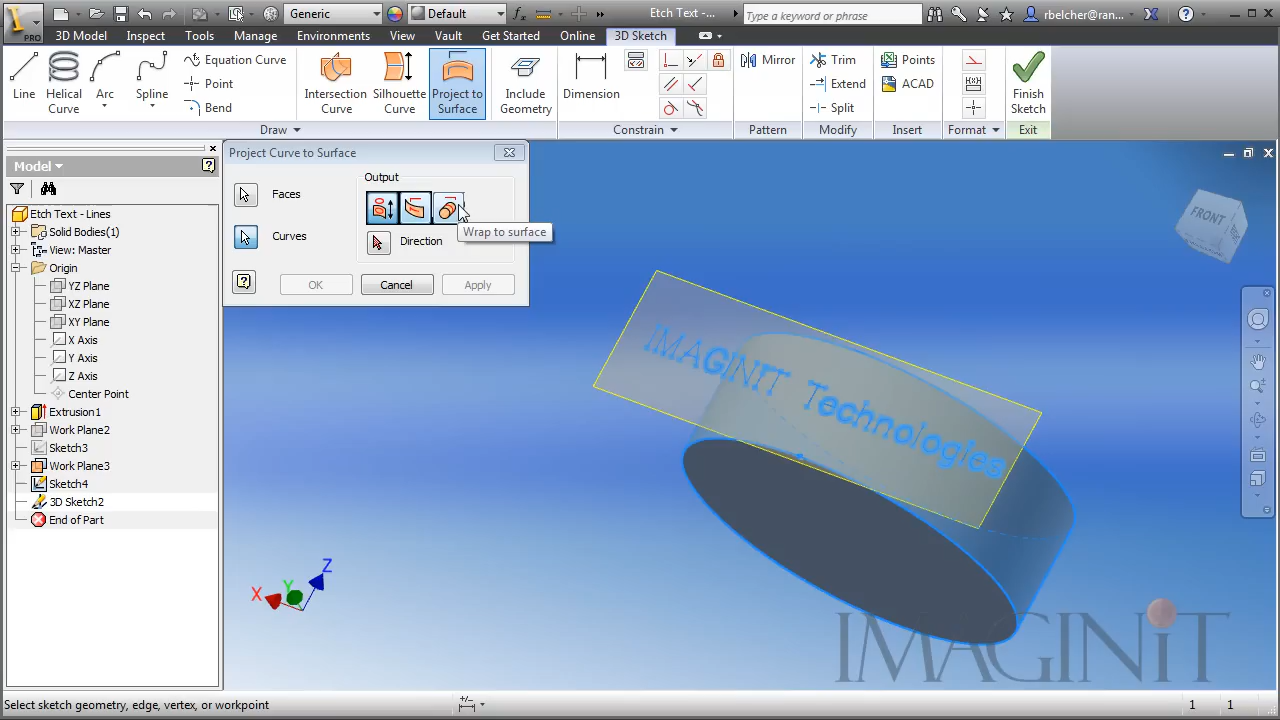 PRO
Generic
Default
Etch Text -...
Type a keyword or phrase
rbelcher@ran...
3D Model
Inspect
Tools
Manage
Environments
View
Vault
Get Started
Online
3D Sketch
Line
Helical
Curve
Arc
Spline
Equation Curve
Point
Bend
Intersection
Curve
Silhouette
Curve
Project to
Surface
Include
Geometry
Dimension
Mirror
Trim
Extend
Split
Points
ACAD
Finish
Sketch
Draw
Constrain
Pattern
Modify
Insert
Format
Exit
Model
Etch Text - Lines
Solid Bodies(1)
View: Master
Origin
YZ Plane
XZ Plane
XY Plane
X Axis
Y Axis
Z Axis
Center Point
Extrusion1
Work Plane2
Sketch3
Work Plane3
Sketch4
3D Sketch2
End of Part
Project Curve to Surface
Faces
Curves
Output
Direction
Wrap to surface
OK
Cancel
Apply
FRONT
IMAGINIT Technologies
X
Y
Z
IMAGINiT
Select sketch geometry, edge, vertex, or workpoint
1
1